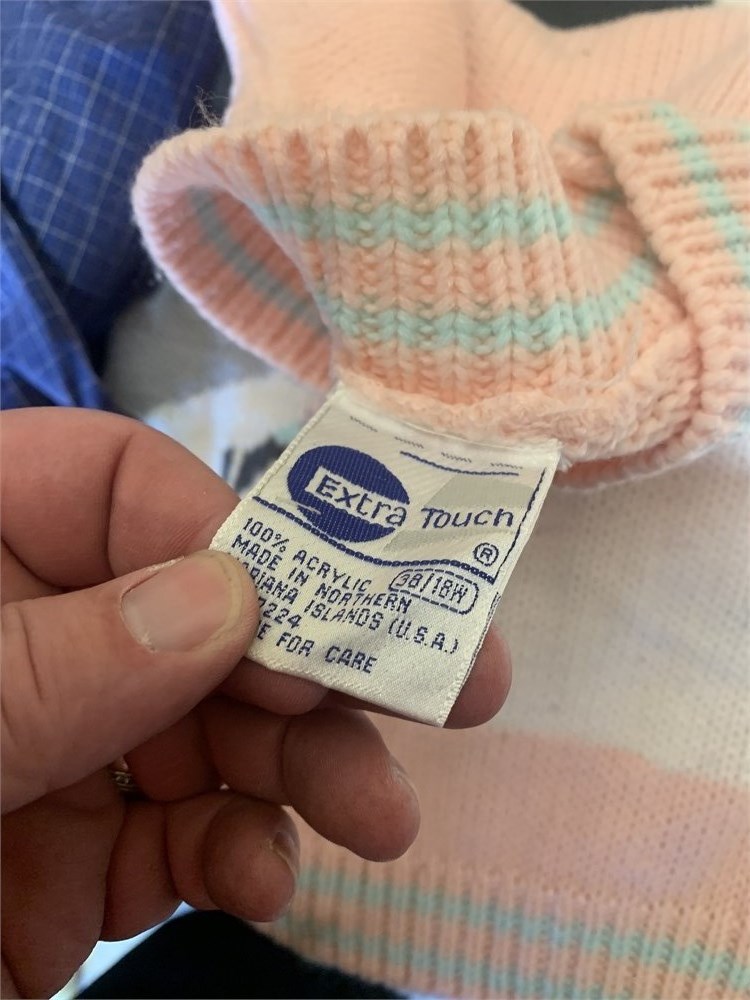 Extra Touch ®
100% ACRYLIC 38/18W
MADE IN NORTHERN
ARIANA ISLANDS (U.S.A.)
224
E FOR CARE